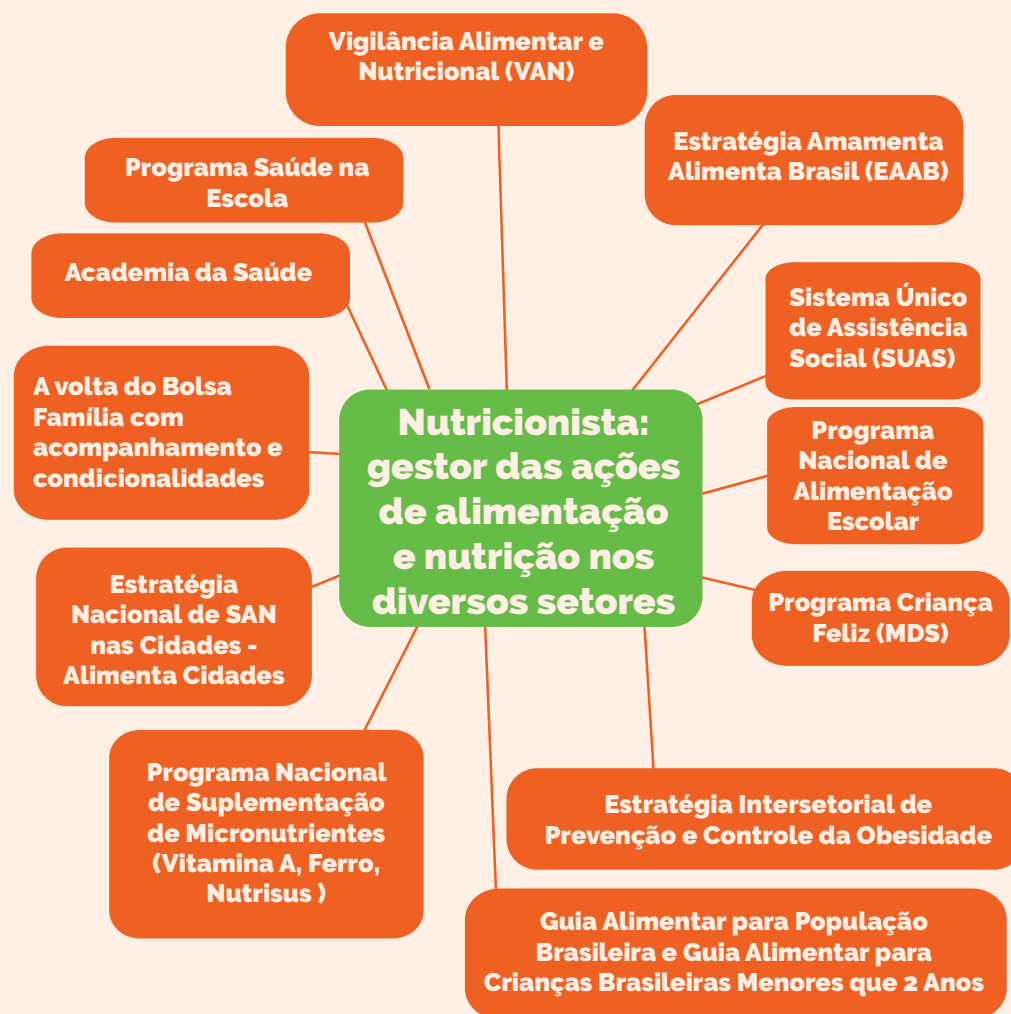 Vigilância Alimentar e
Nutricional (VAN)
Estratégia Amamenta
Alimenta Brasil (EAAB)
Programa Saúde na
Escola
Academia da Saúde
Sistema Único
de Assistência
Social (SUAS)
A volta do Bolsa
Família com
acompanhamento e
condicionalidades
Nutricionista:
gestor das ações
de alimentação
e nutrição nos
diversos setores
Programa
Nacional de
Alimentação
Escolar
Estratégia
Nacional de SAN
nas Cidades -
Alimenta Cidades
Programa Criança
Feliz (MDS)
Programa Nacional
de Suplementação
de Micronutrientes
(Vitamina A, Ferro,
Nutrisus )
Estratégia Intersetorial de
Prevenção e Controle da Obesidade
Guia Alimentar para População
Brasileira e Guia Alimentar para
Crianças Brasileiras Menores que 2 Anos